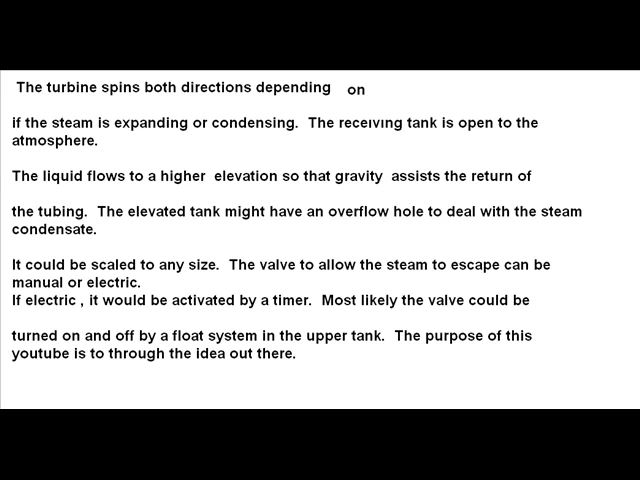 The turbine spins both directions depending on
if the steam is expanding or condensing. The receiving tank is open to the
atmosphere.
The liquid flows to a higher elevation so that gravity assists the return of
the tubing. The elevated tank might have an overflow hole to deal with the steam
condensate.
It could be scaled to any size. The valve to allow the steam to escape can be
manual or electric.
If electric , it would be activated by a timer. Most likely the valve could be
turned on and off by a float system in the upper tank. The purpose of this
youtube is to through the idea out there.